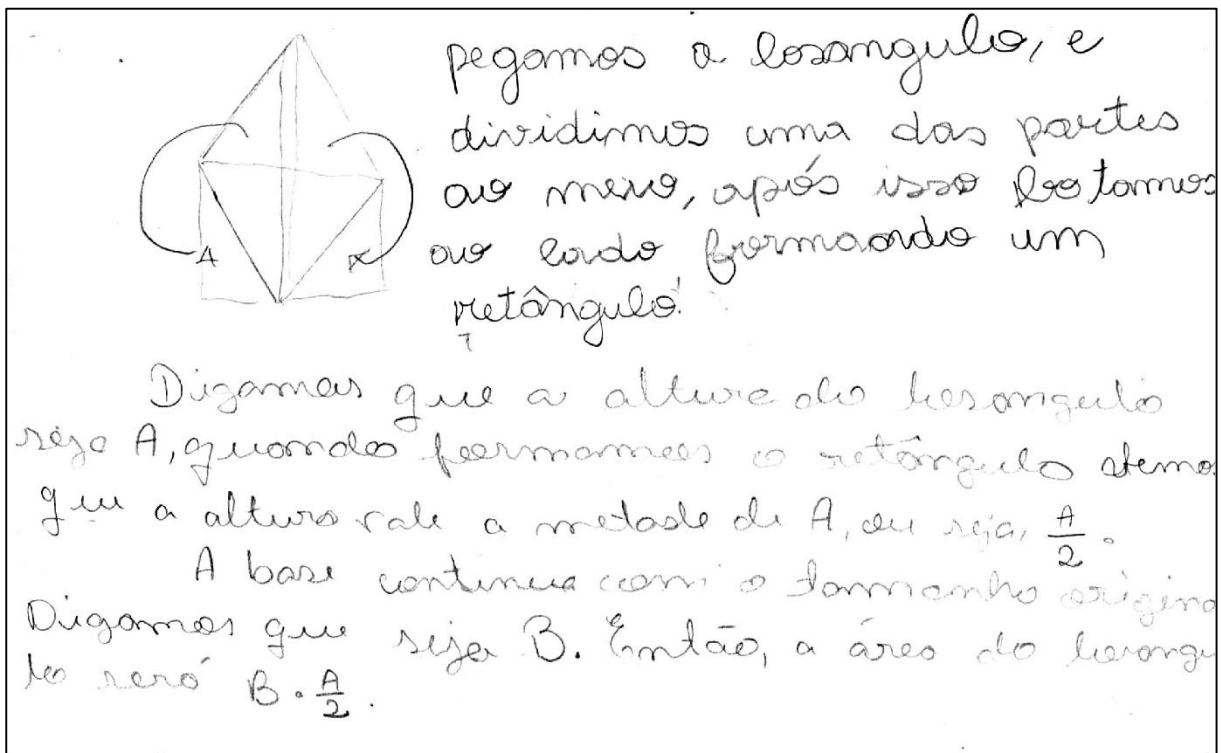 pegamos o losangulo, e
dividimos uma das partes
ao meio, após isso botamos
ao lado formando um
retângulo.
A
Digamos que a altura do losangulo
seja A, quando formamos o retângulo temo
que a altura vale a metade de A, ou seja, A/2.
A base continua com o tamanho origina
Digamos que seja B. Então, a área do losangu
lo será B · A/2.